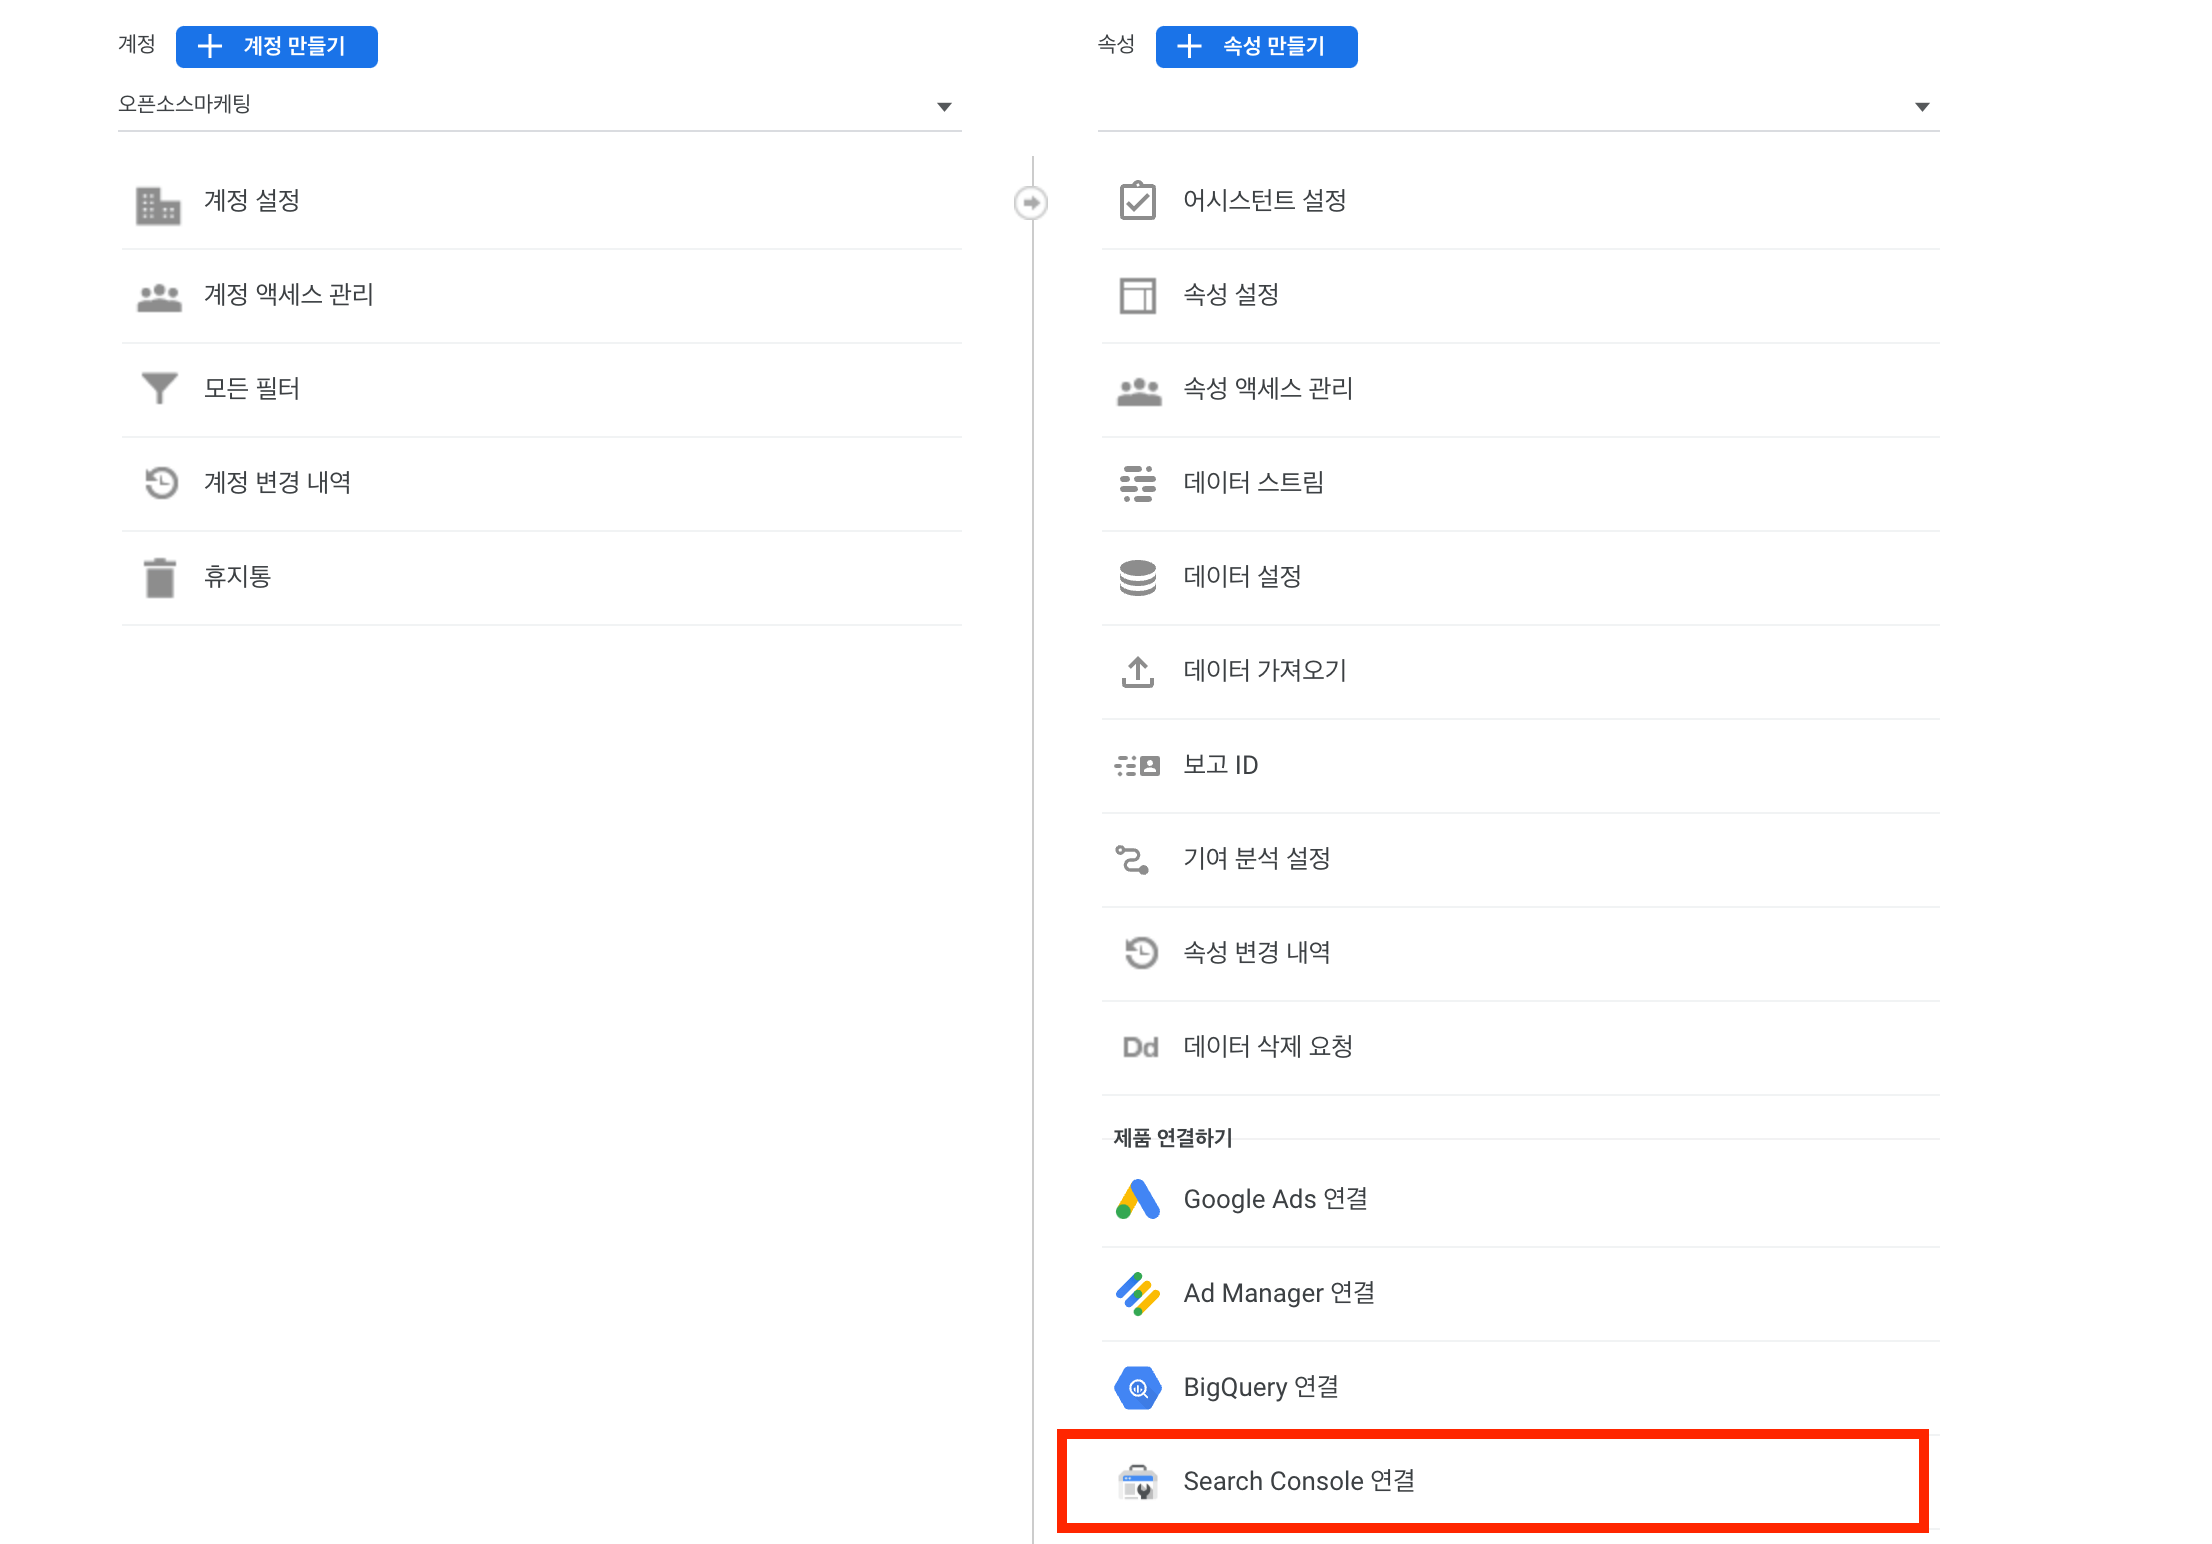 계정
계정 만들기
오픈소스마케팅
계정 설정
계정 액세스 관리
모든 필터
계정 변경 내역
휴지통
속성
속성 만들기
어시스턴트 설정
속성 설정
속성 액세스 관리
데이터 스트림
데이터 설정
데이터 가져오기
보고 ID
기여 분석 설정
속성 변경 내역
Dd 데이터 삭제 요청
제품 연결하기
Google Ads 연결
Ad Manager 연결
BigQuery 연결
Search Console 연결